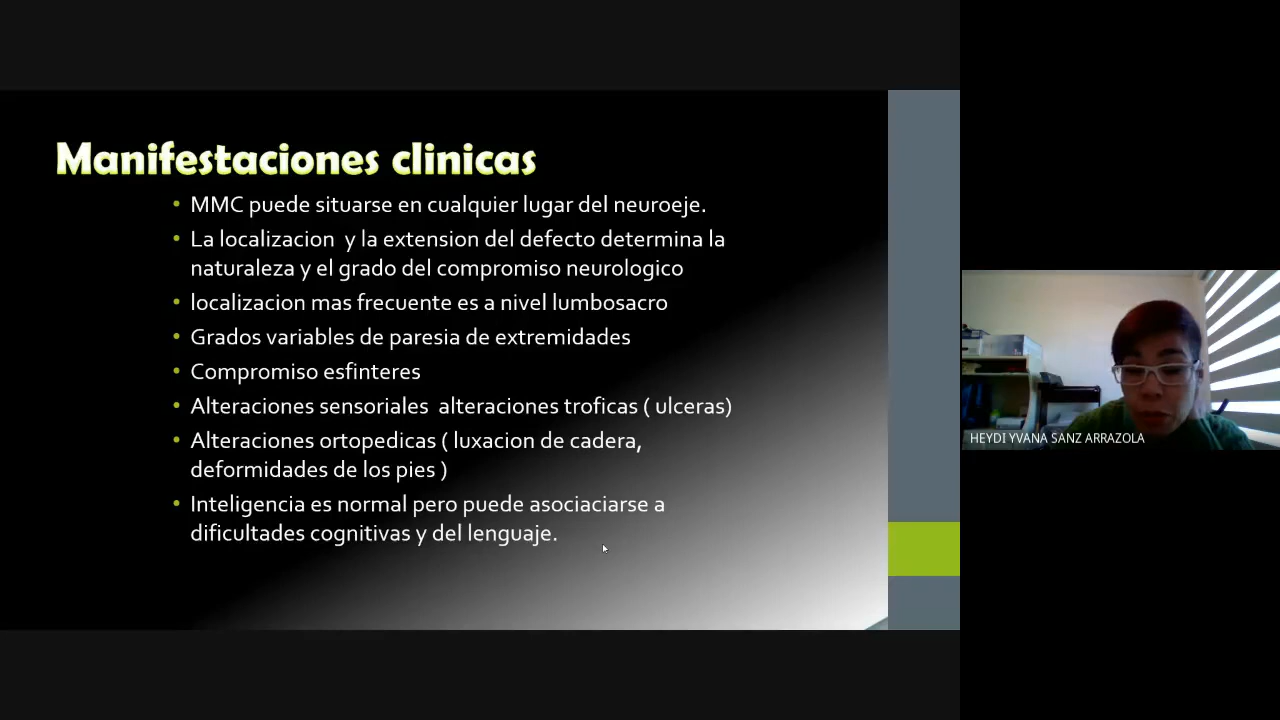 Manifestaciones clinicas
• MMC puede situarse en cualquier lugar del neuroeje.
• La localizacion y la extension del defecto determina la
naturaleza y el grado del compromiso neurologico
• localizacion mas frecuente es a nivel lumbosacro
• Grados variables de paresia de extremidades
• Compromiso esfinteres
• Alteraciones sensoriales alteraciones troficas ( ulceras)
• Alteraciones ortopedicas ( luxacion de cadera,
deformidades de los pies )
• Inteligencia es normal pero puede asociaciarse a
dificultades cognitivas y del lenguaje.
HEYDI YVANA SANZ ARRAZOLA